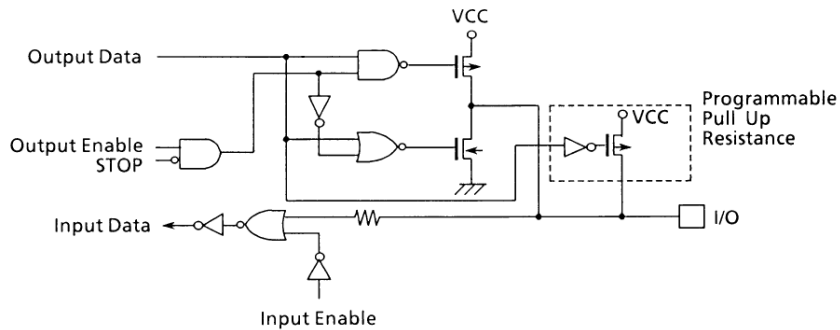 VCC
Output Data
VCC
Programmable
Pull Up
Resistance
Output Enable
STOP
Input Data
I/O
Input Enable